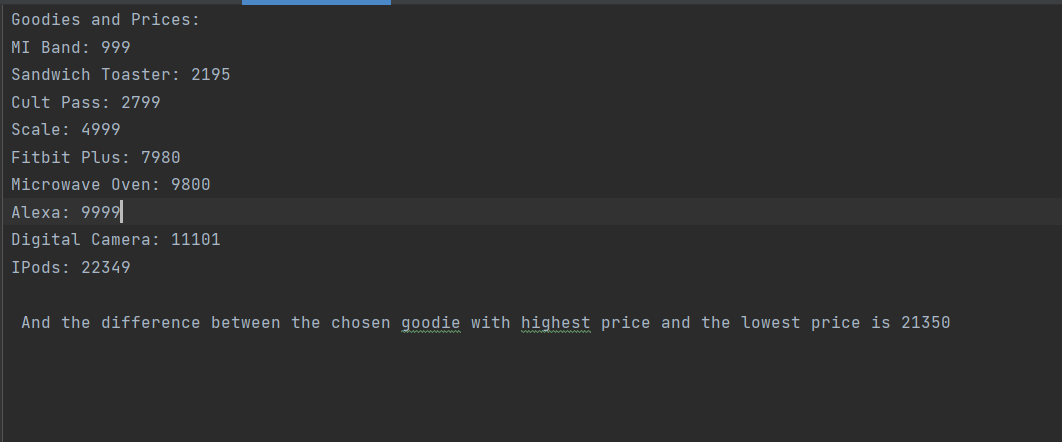 Goodies and Prices:
MI Band: 999
Sandwich Toaster: 2195
Cult Pass: 2799
Scale: 4999
Fitbit Plus: 7980
Microwave Oven: 9800
Alexa: 9999
Digital Camera: 11101
IPods: 22349
And the difference between the chosen goodie with highest price and the lowest price is 21350